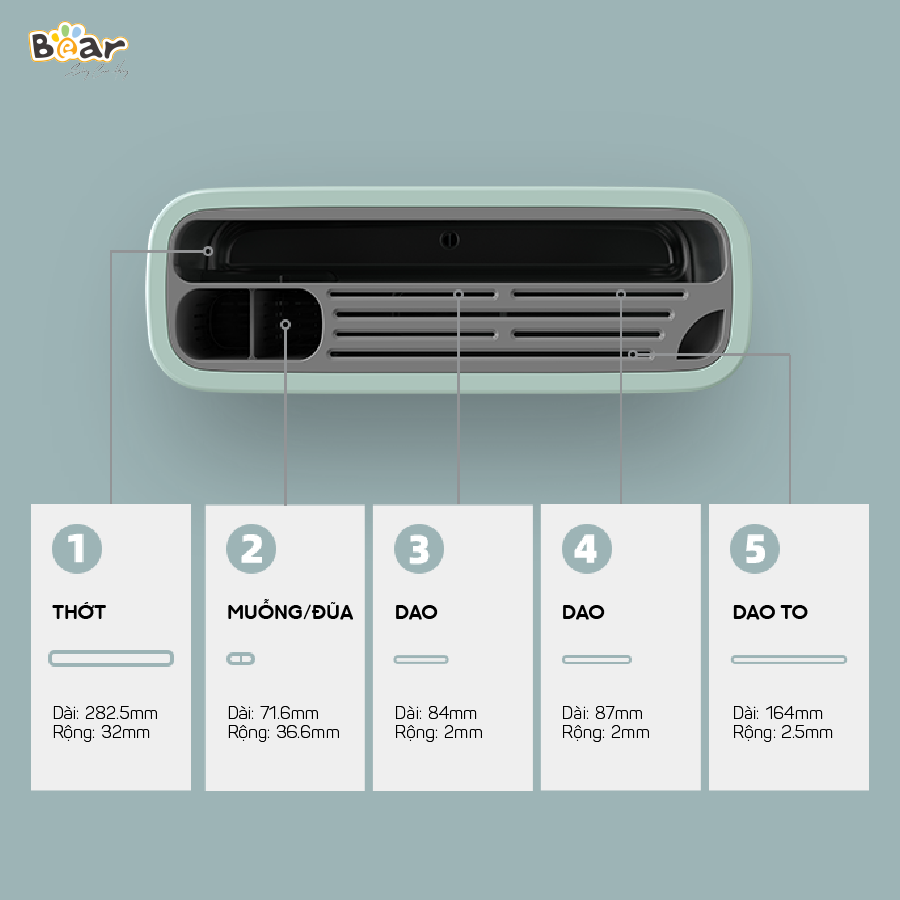 Bear
1
THỚT
Dài: 282.5mm
Rộng: 32mm
2
MUỖNG/ĐŨA
Dài: 71.6mm
Rộng: 36.6mm
3
DAO
Dài: 84mm
Rộng: 2mm
4
DAO
Dài: 87mm
Rộng: 2mm
5
DAO TO
Dài: 164mm
Rộng: 2.5mm